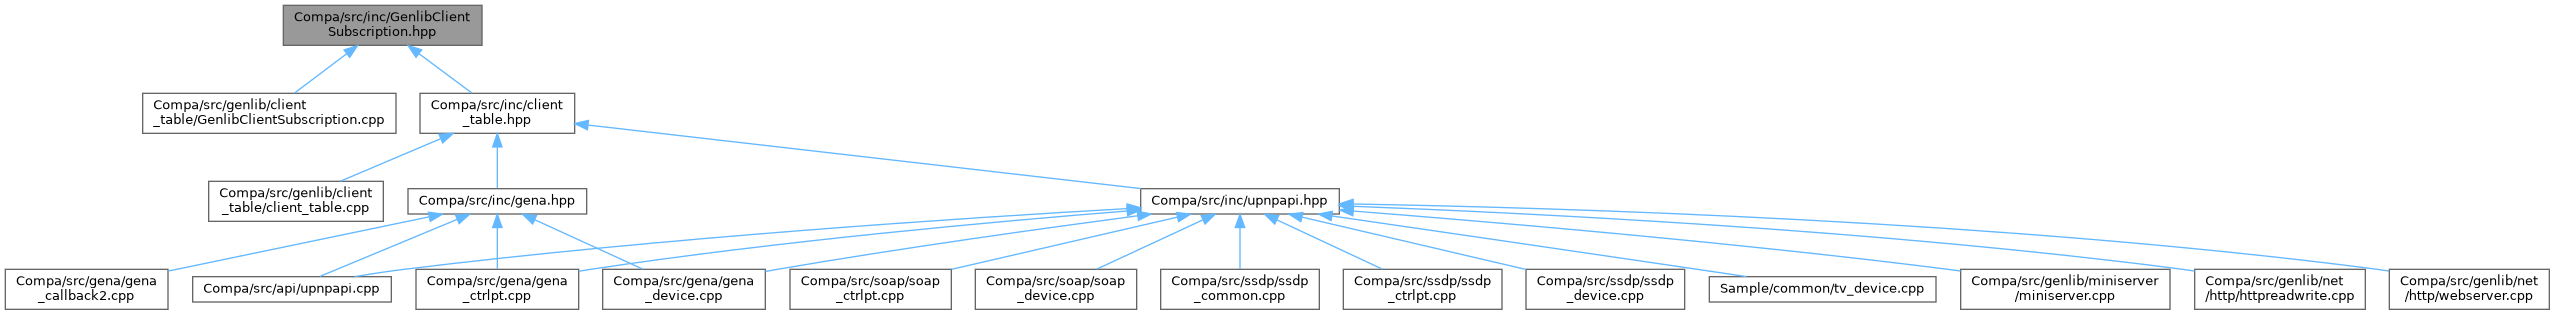 Compa/src/inc/GenlibClient
Subscription.hpp
Compa/src/genlib/client
_table/GenlibClientSubscription.cpp
Compa/src/inc/client
_table.hpp
Compa/src/genlib/client
_table/client_table.cpp
Compa/src/inc/gena.hpp
Compa/src/inc/upnpapi.hpp
Compa/src/gena/gena
_callback2.cpp
Compa/src/api/upnpapi.cpp
Compa/src/gena/gena
_ctrlpt.cpp
Compa/src/gena/gena
_device.cpp
Compa/src/soap/soap
_ctrlpt.cpp
Compa/src/soap/soap
_device.cpp
Compa/src/ssdp/ssdp
_common.cpp
Compa/src/ssdp/ssdp
_ctrlpt.cpp
Compa/src/ssdp/ssdp
_device.cpp
Sample/common/tv_device.cpp
Compa/src/genlib/miniserver
/miniserver.cpp
Compa/src/genlib/net
/http/httpreadwrite.cpp
Compa/src/genlib/net
/http/webserver.cpp